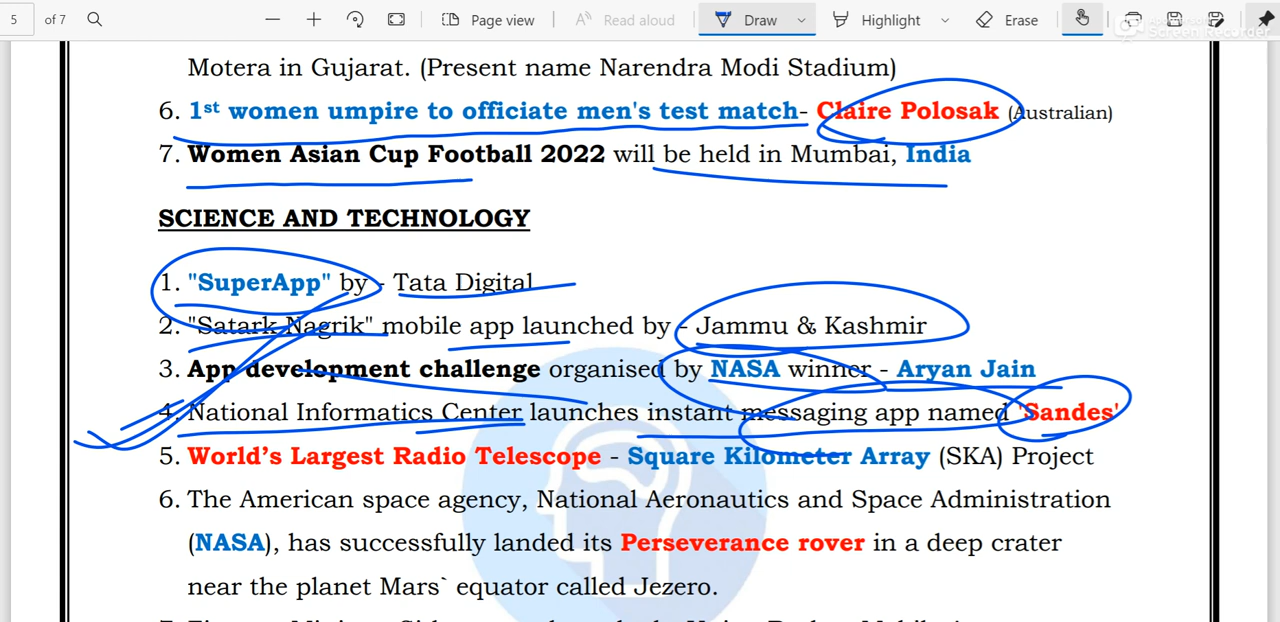 5 of 7 Page view Read aloud Draw Highlight Erase
Screen Recorder
Motera in Gujarat. (Present name Narendra Modi Stadium)
6. 1st women umpire to officiate men's test match- Claire Polosak (Australian)
7. Women Asian Cup Football 2022 will be held in Mumbai, India
SCIENCE AND TECHNOLOGY
1. "SuperApp" by - Tata Digital
2. "Satark Nagrik" mobile app launched by - Jammu & Kashmir
3. App development challenge organised by NASA winner - Aryan Jain
4. National Informatics Center launches instant messaging app named 'Sandes'
5. World’s Largest Radio Telescope - Square Kilometer Array (SKA) Project
6. The American space agency, National Aeronautics and Space Administration
(NASA), has successfully landed its Perseverance rover in a deep crater
near the planet Mars` equator called Jezero.